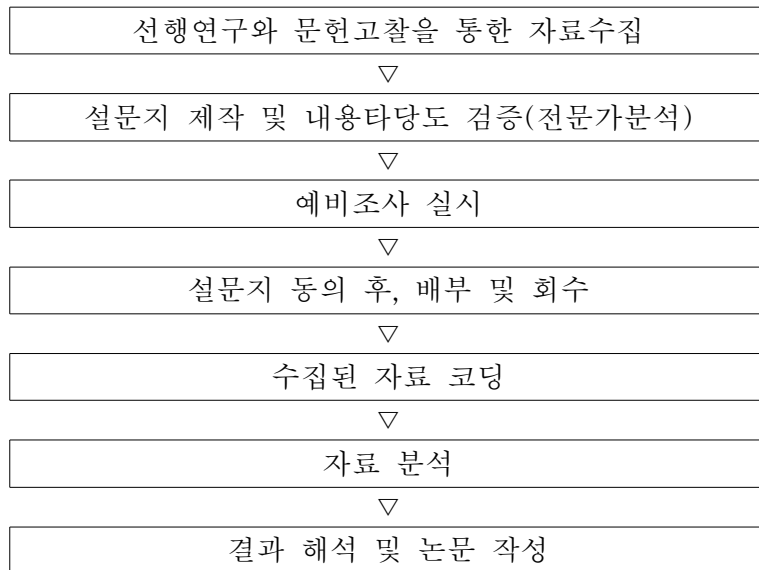 선행연구와 문헌고찰을 통한 자료수집
▽
설문지 제작 및 내용타당도 검증(전문가분석)
▽
예비조사 실시
▽
설문지 동의 후, 배부 및 회수
▽
수집된 자료 코딩
▽
자료 분석
▽
결과 해석 및 논문 작성